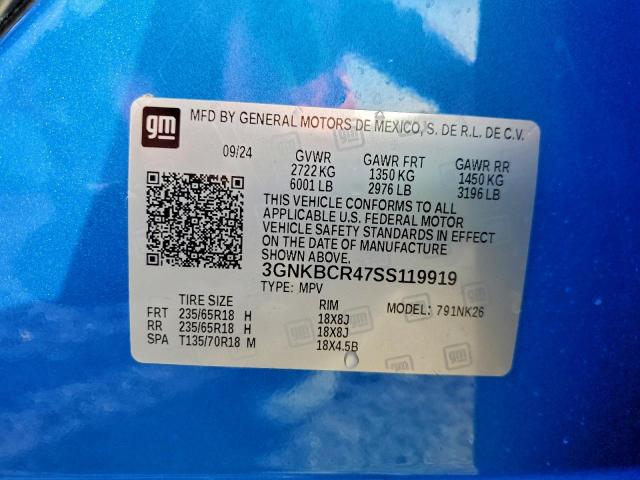 gm MFD BY GENERAL MOTORS DE MEXICO, S. DE R.L. DE C.V.
09/24 GVWR GAWR FRT GAWR RR
2722 KG 1350 KG 1450 KG
6001 LB 2976 LB 3196 LB
THIS VEHICLE CONFORMS TO ALL
APPLICABLE U.S. FEDERAL MOTOR
VEHICLE SAFETY STANDARDS IN EFFECT
ON THE DATE OF MANUFACTURE
SHOWN ABOVE.
3GNKBCR47SS119919
TYPE: MPV MODEL: 791NK26
TIRE SIZE RIM
FRT 235/65R18 H 18X8J
RR 235/65R18 H 18X8J
SPA T135/70R18 M 18X4.5B